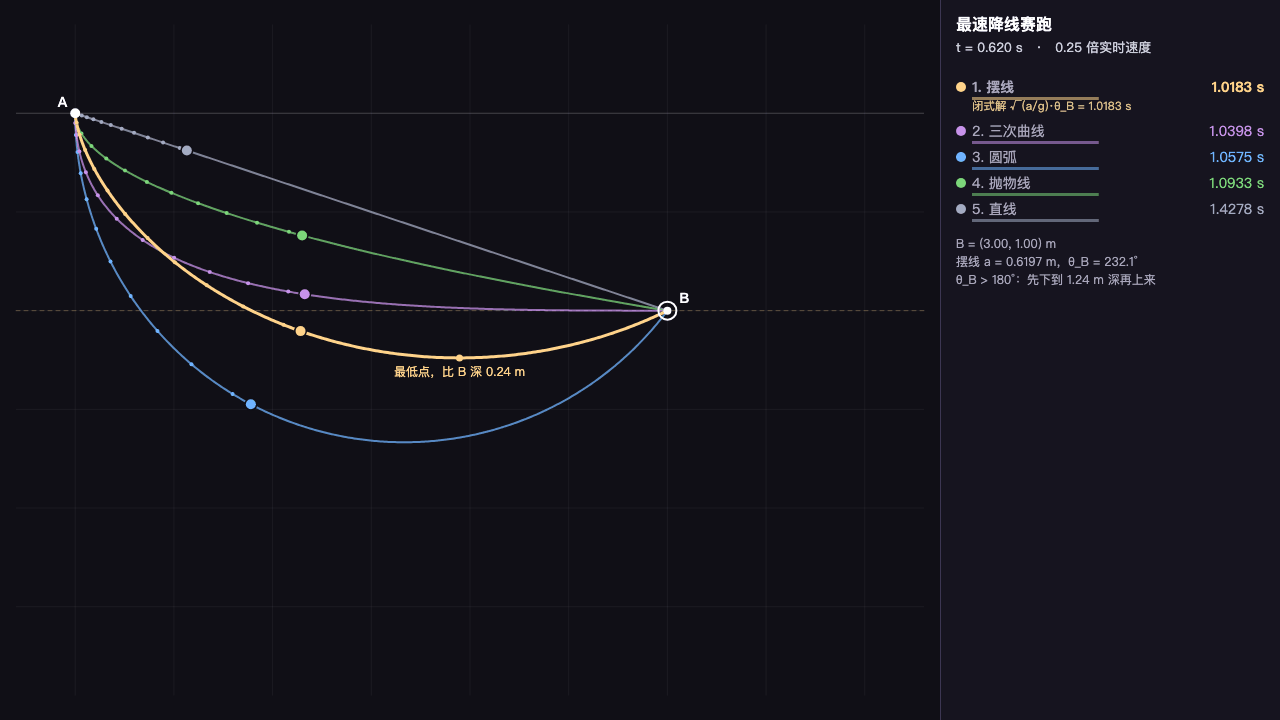 最速降线赛跑
t = 0.620 s · 0.25 倍实时速度
1. 摆线 1.0183 s
闭式解 √(a/g)·θ_B = 1.0183 s
2. 三次曲线 1.0398 s
3. 圆弧 1.0575 s
4. 抛物线 1.0933 s
5. 直线 1.4278 s
B = (3.00, 1.00) m
摆线 a = 0.6197 m，θ_B = 232.1°
θ_B > 180°：先下到 1.24 m 深再上来
A
B
最低点，比 B 深 0.24 m